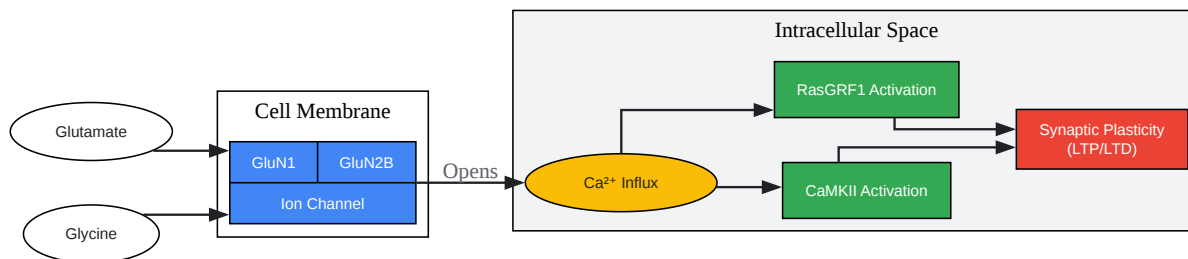 Glutamate
Glycine
Cell Membrane
GluN1
GluN2B
Ion Channel
Opens
Intracellular Space
Ca²⁺ Influx
RasGRF1 Activation
CaMKII Activation
Synaptic Plasticity
(LTP/LTD)